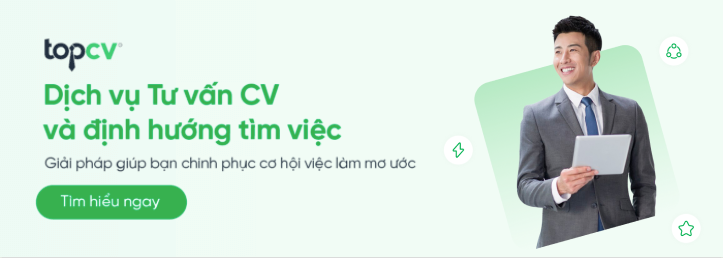 topcv
Dịch vụ Tư vấn CV
và định hướng tìm việc
Giải pháp giúp bạn chinh phục cơ hội việc làm mơ ước
Tìm hiểu ngay